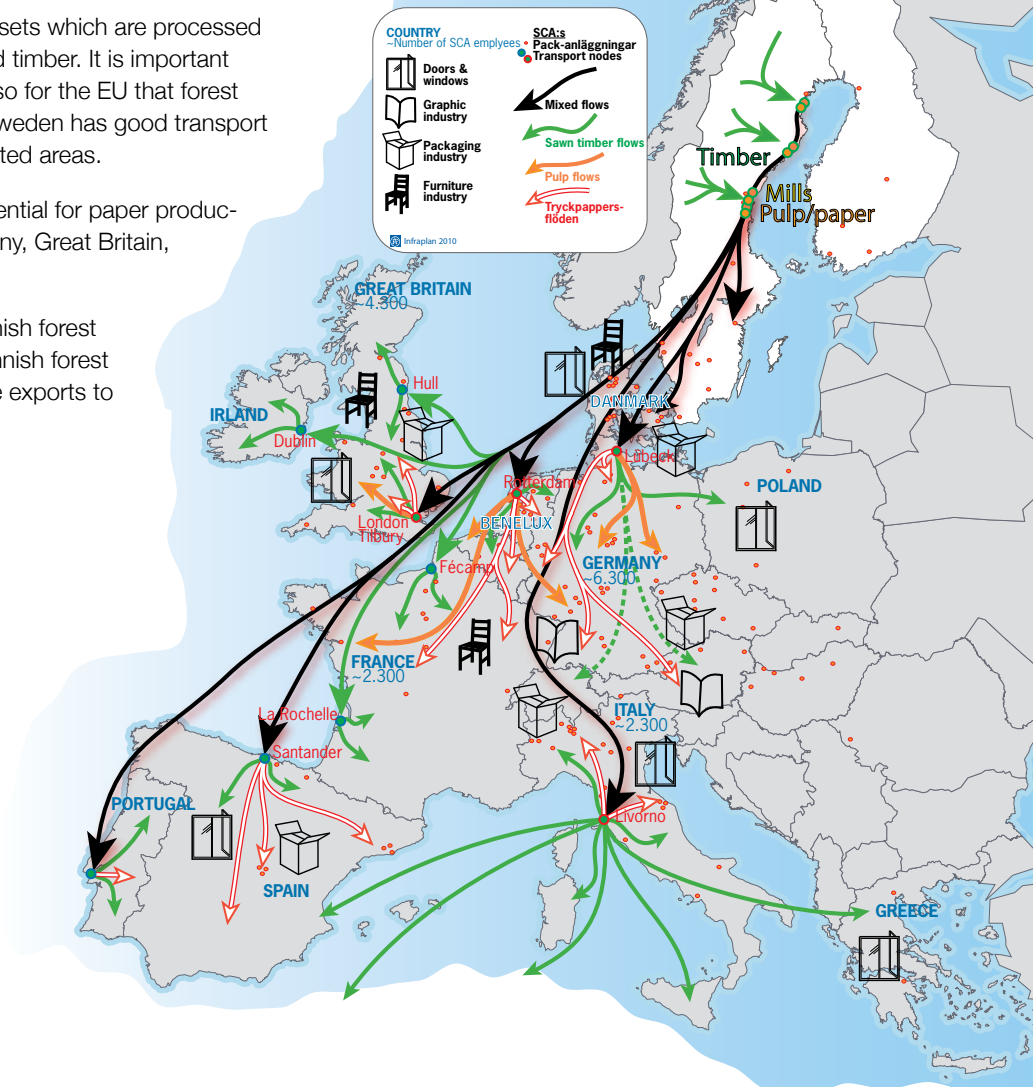 sets which are processed
d timber. It is important
so for the EU that forest
weden has good transport
ted areas.
ential for paper produc-
ny, Great Britain,
nish forest
nnish forest
e exports to
COUNTRY
~Number of SCA emplyees
SCA:s
Pack-anläggningar
Transport nodes
Doors &
windows
Graphic
industry
Packaging
industry
Furniture
industry
Mixed flows
Sawn timber flows
Pulp flows
Tryckpappers-
flöden
Infraplan 2010
Timber
Mills
Pulp/paper
GREAT BRITAIN
~4.300
Hull
IRLAND
Dublin
DANMARK
Lübeck
Rotterdam
POLAND
London
Tilbury
BENELUX
Fécamp
GERMANY
~6.300
FRANCE
~2.300
La Rochelle
Santander
ITALY
~2.300
PORTUGAL
Livorno
SPAIN
GREECE